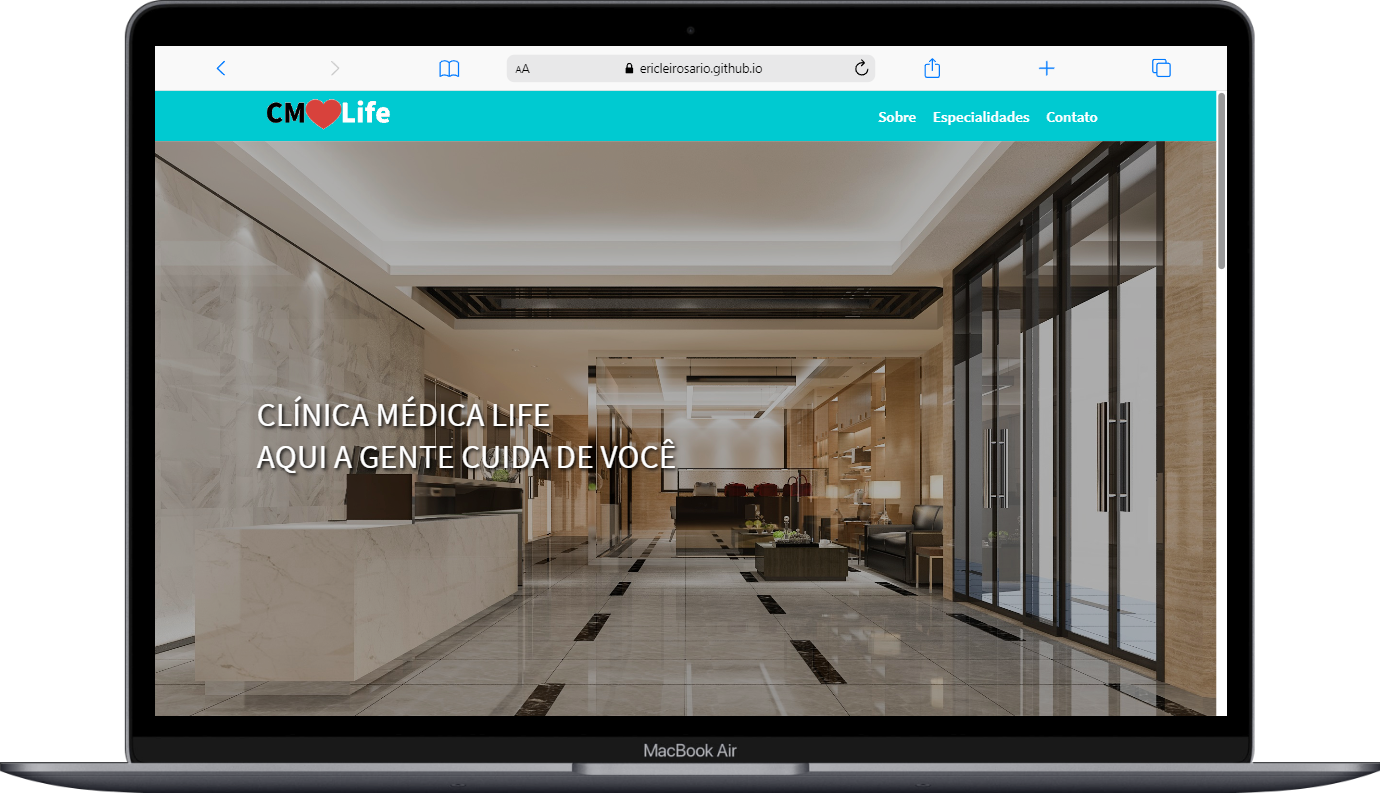 AA
ericleirosario.github.io
CM Life
Sobre Especialidades Contato
CLÍNICA MÉDICA LIFE
AQUI A GENTE CUIDA DE VOCÊ
MacBook Air